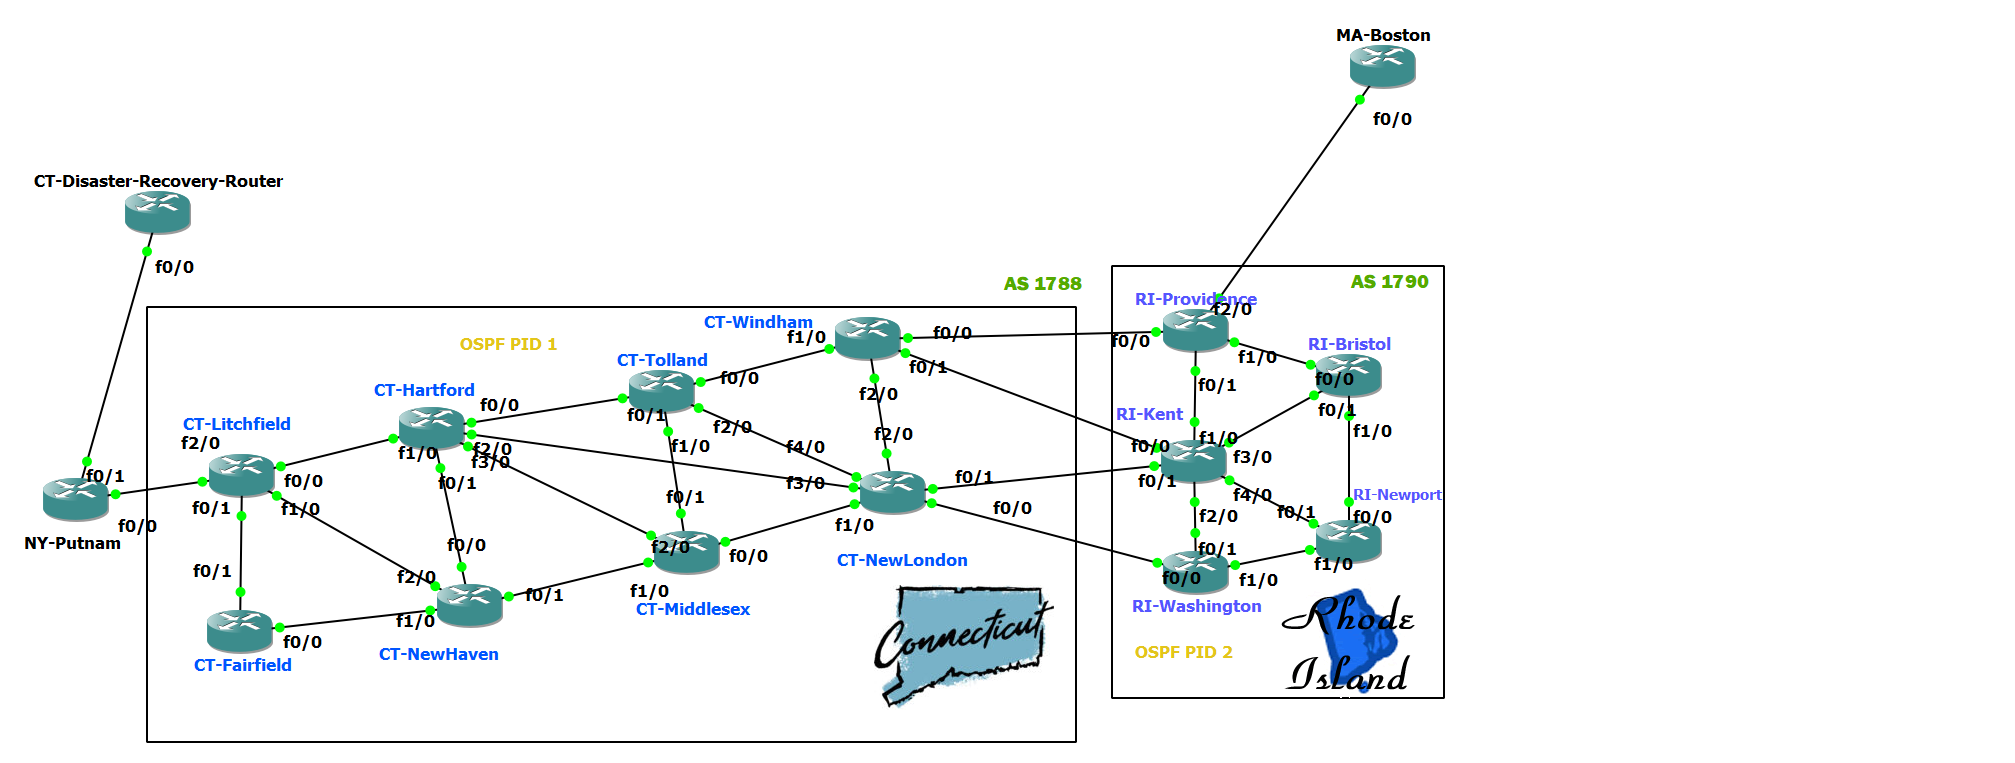 MA-Boston
f0/0
CT-Disaster-Recovery-Router
f0/0
AS 1788
AS 1790
RI-Providence
f2/0
CT-Windham
f1/0
f0/0
f0/0
OSPF PID 1
CT-Tolland
f0/0
f0/1
f2/0
f0/1
f1/0
RI-Bristol
f0/0
f0/1
f0/1
f1/0
CT-Hartford
f0/0
f0/1
f2/0
f1/0
f2/0
f3/0
f1/0
f0/1
CT-Litchfield
f2/0
f0/0
f0/1
f1/0
f2/0
f4/0
f3/0
f1/0
RI-Kent
f0/0
f1/0
f3/0
f0/1
f4/0
f2/0
f0/1
f0/0
f0/1
f0/0
f0/1
f0/0
NY-Putnam
RI-Newport
f0/1
f0/0
f1/0
f0/1
f2/0
f0/0
f1/0
CT-Middlesex
CT-NewLondon
f0/1
f0/0
CT-Fairfield
f0/0
f2/0
f1/0
f0/1
CT-NewHaven
f0/1
f0/0
f1/0
RI-Washington
OSPF PID 2
Connecticut
Rhode
Island